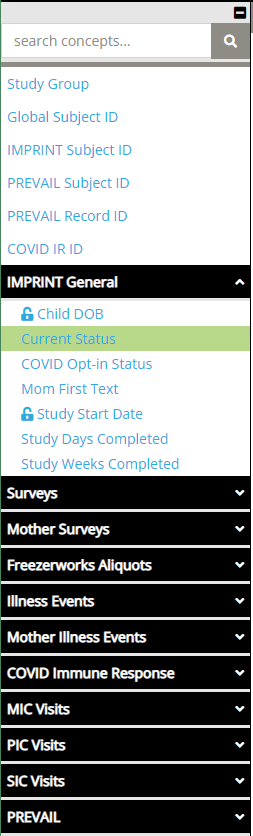 search concepts...
Study Group
Global Subject ID
IMPRINT Subject ID
PREVAIL Subject ID
PREVAIL Record ID
COVID IR ID
IMPRINT General
Child DOB
Current Status
COVID Opt-in Status
Mom First Text
Study Start Date
Study Days Completed
Study Weeks Completed
Surveys
Mother Surveys
Freezerworks Aliquots
Illness Events
Mother Illness Events
COVID Immune Response
MIC Visits
PIC Visits
SIC Visits
PREVAIL